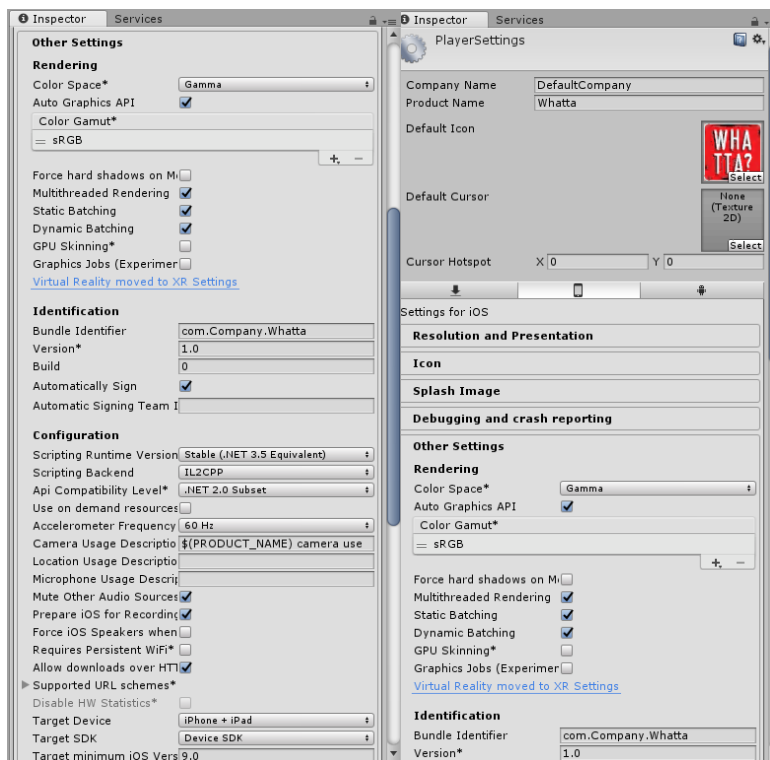 Inspector Services
Other Settings
Rendering
Color Space* Gamma
Auto Graphics API
Color Gamut*
= sRGB
+ −
Force hard shadows on M
Multithreaded Rendering
Static Batching
Dynamic Batching
GPU Skinning*
Graphics Jobs (Experimer
Virtual Reality moved to XR Settings
Identification
Bundle Identifier com.Company.Whatta
Version* 1.0
Build 0
Automatically Sign
Automatic Signing Team I
Configuration
Scripting Runtime Version Stable (.NET 3.5 Equivalent)
Scripting Backend IL2CPP
Api Compatibility Level* .NET 2.0 Subset
Use on demand resources
Accelerometer Frequency 60 Hz
Camera Usage Descriptio $(PRODUCT_NAME) camera use
Location Usage Descriptio
Microphone Usage Descrip
Mute Other Audio Sources
Prepare iOS for Recording
Force iOS Speakers when
Requires Persistent WiFi*
Allow downloads over HTT
Supported URL schemes*
Disable HW Statistics*
Target Device iPhone + iPad
Target SDK Device SDK
Target minimum iOS Vers 9.0
Inspector Services
PlayerSettings
Company Name DefaultCompany
Product Name Whatta
Default Icon
WHA
TTA?
Select
Default Cursor
None
(Texture
2D)
Select
Cursor Hotspot X 0 Y 0
Settings for iOS
Resolution and Presentation
Icon
Splash Image
Debugging and crash reporting
Other Settings
Rendering
Color Space* Gamma
Auto Graphics API
Color Gamut*
= sRGB
+ −
Force hard shadows on M
Multithreaded Rendering
Static Batching
Dynamic Batching
GPU Skinning*
Graphics Jobs (Experimer
Virtual Reality moved to XR Settings
Identification
Bundle Identifier com.Company.Whatta
Version* 1.0